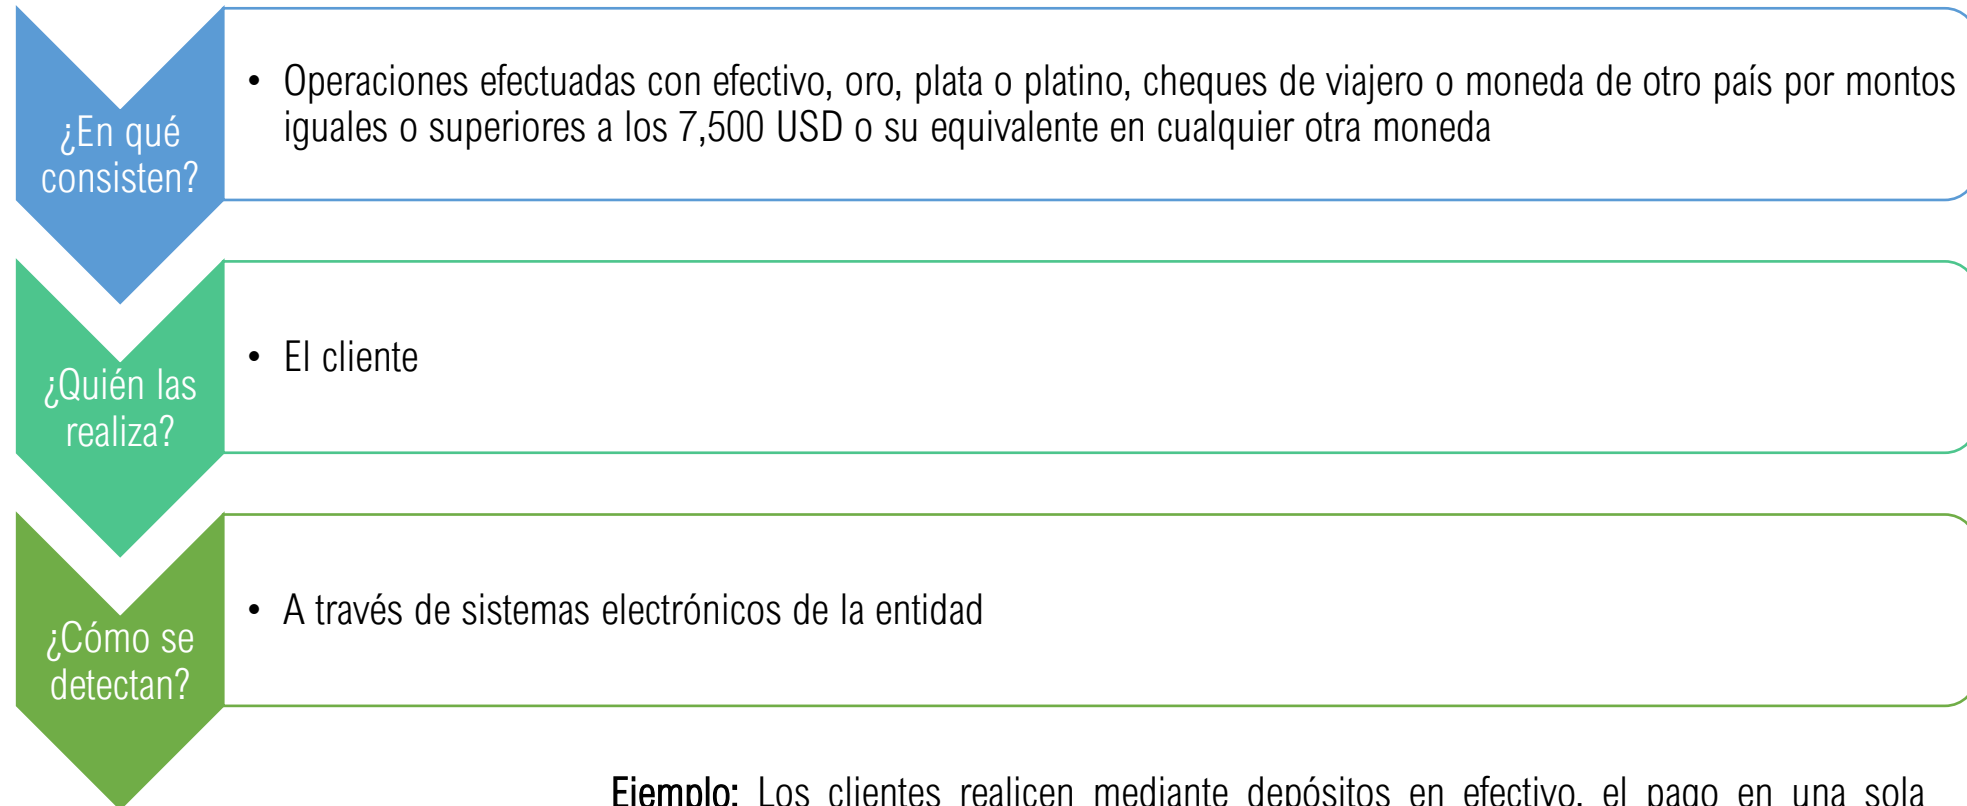 ¿En qué
consisten?
• Operaciones efectuadas con efectivo, oro, plata o platino, cheques de viajero o moneda de otro país por montos
iguales o superiores a los 7,500 USD o su equivalente en cualquier otra moneda
¿Quién las
realiza?
• El cliente
¿Cómo se
detectan?
• A través de sistemas electrónicos de la entidad
Ejemplo: Los clientes realicen mediante depósitos en efectivo, el pago en una sola